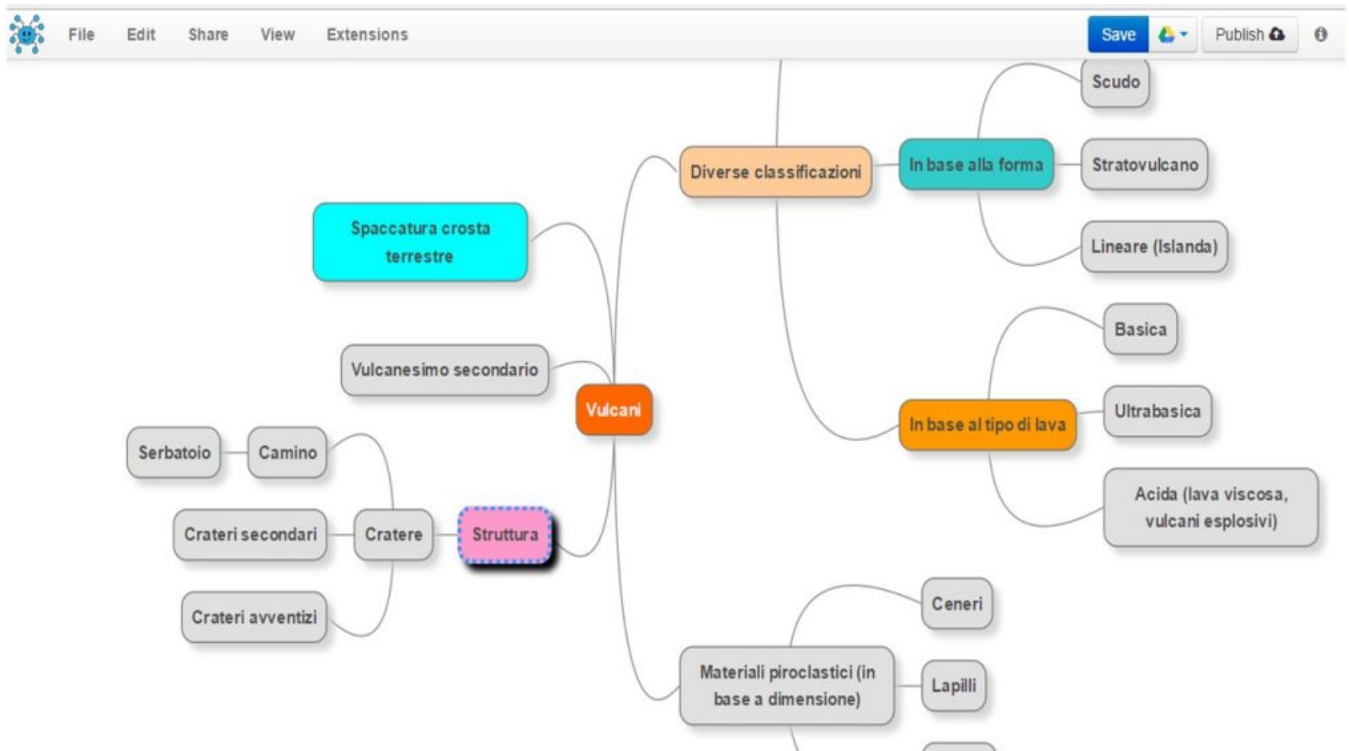 File Edit Share View Extensions Save Publish
Scudo
Diverse classificazioni
In base alla forma
Stratovulcano
Spaccatura crosta
terrestre
Lineare (Islanda)
Basica
Vulcanesimo secondario
Vulcani
In base al tipo di lava
Ultrabasica
Serbatoio
Camino
Acida (lava viscosa,
vulcani esplosivi)
Crateri secondari
Cratere
Struttura
Ceneri
Crateri avventizi
Materiali piroclastici (in
base a dimensione)
Lapilli